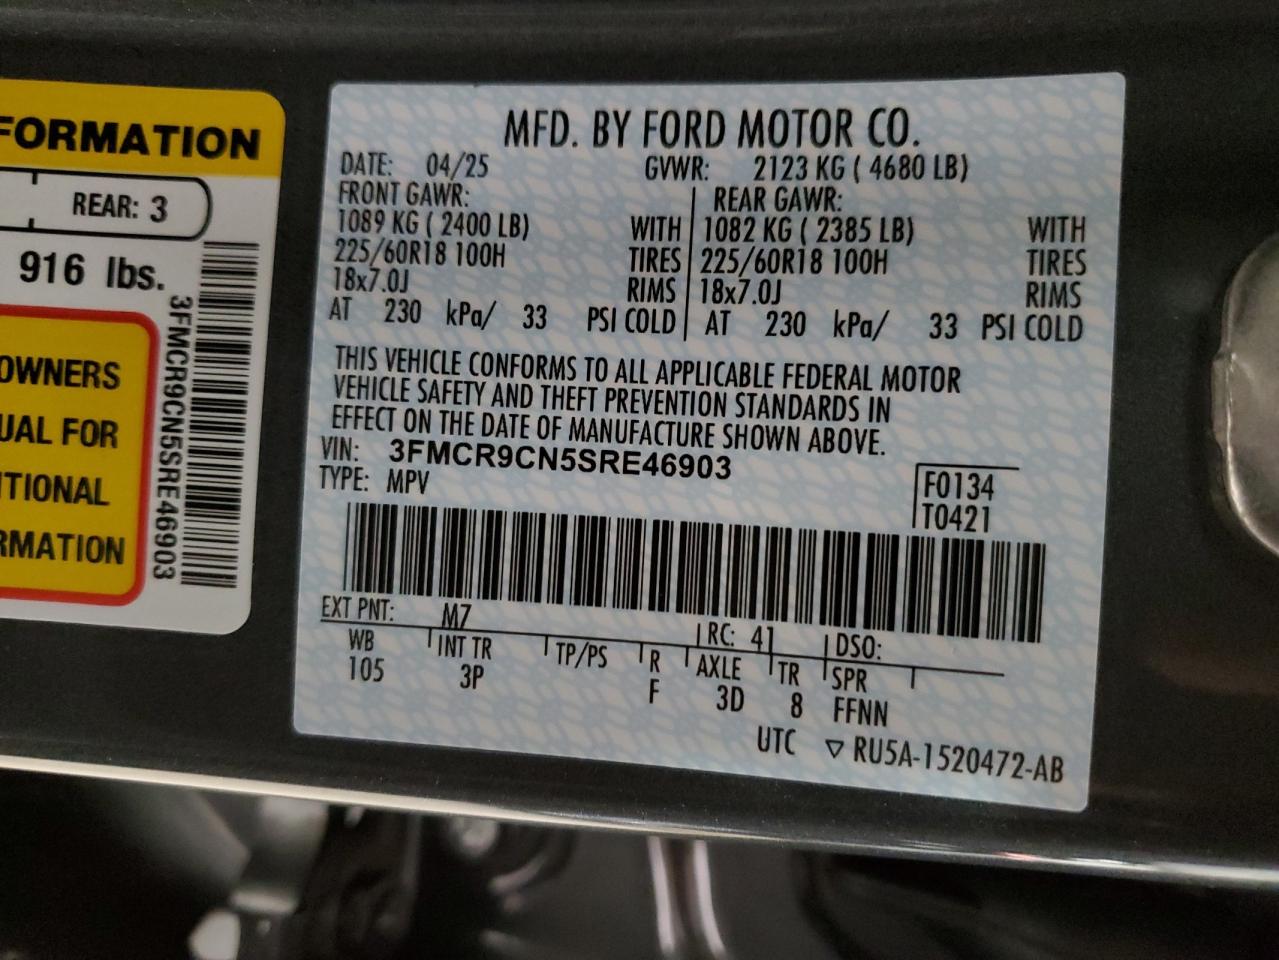 FORMATION
REAR: 3
916 lbs.
OWNERS
UAL FOR
ITIONAL
RMATION
3FMCR9CN5SRE46903
MFD. BY FORD MOTOR CO.
DATE: 04/25 GVWR: 2123 KG ( 4680 LB)
FRONT GAWR: REAR GAWR:
1089 KG ( 2400 LB) WITH 1082 KG ( 2385 LB) WITH
225/60R18 100H TIRES 225/60R18 100H TIRES
18x7.0J RIMS 18x7.0J RIMS
AT 230 kPa/ 33 PSI COLD AT 230 kPa/ 33 PSI COLD
THIS VEHICLE CONFORMS TO ALL APPLICABLE FEDERAL MOTOR
VEHICLE SAFETY AND THEFT PREVENTION STANDARDS IN
EFFECT ON THE DATE OF MANUFACTURE SHOWN ABOVE.
VIN: 3FMCR9CN5SRE46903
TYPE: MPV
F0134
T0421
EXT PNT: M7 RC: 41 DSO:
WB INT TR TP/PS R AXLE TR SPR
105 3P F 3D 8 FFNN
UTC ▽ RU5A-1520472-AB